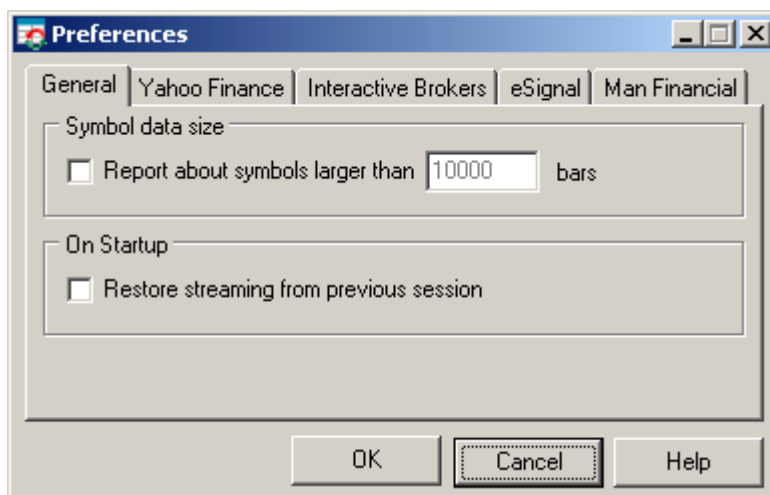 Preferences
General Yahoo Finance Interactive Brokers eSignal Man Financial
Symbol data size
Report about symbols larger than 10000 bars
On Startup
Restore streaming from previous session
OK Cancel Help